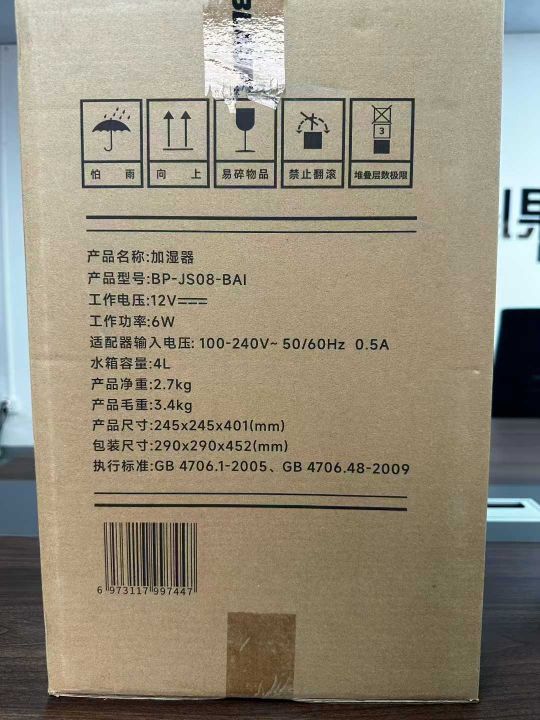 BL
3
怕 雨
向 上
易碎物品
禁止翻滚
堆叠层数极限
产品名称:加湿器
产品型号:BP-JS08-BAI
工作电压:12V⎓
工作功率:6W
适配器输入电压: 100-240V~ 50/60Hz 0.5A
水箱容量:4L
产品净重:2.7kg
产品毛重:3.4kg
产品尺寸:245x245x401(mm)
包装尺寸:290x290x452(mm)
执行标准:GB 4706.1-2005、GB 4706.48-2009
6 973117 997447